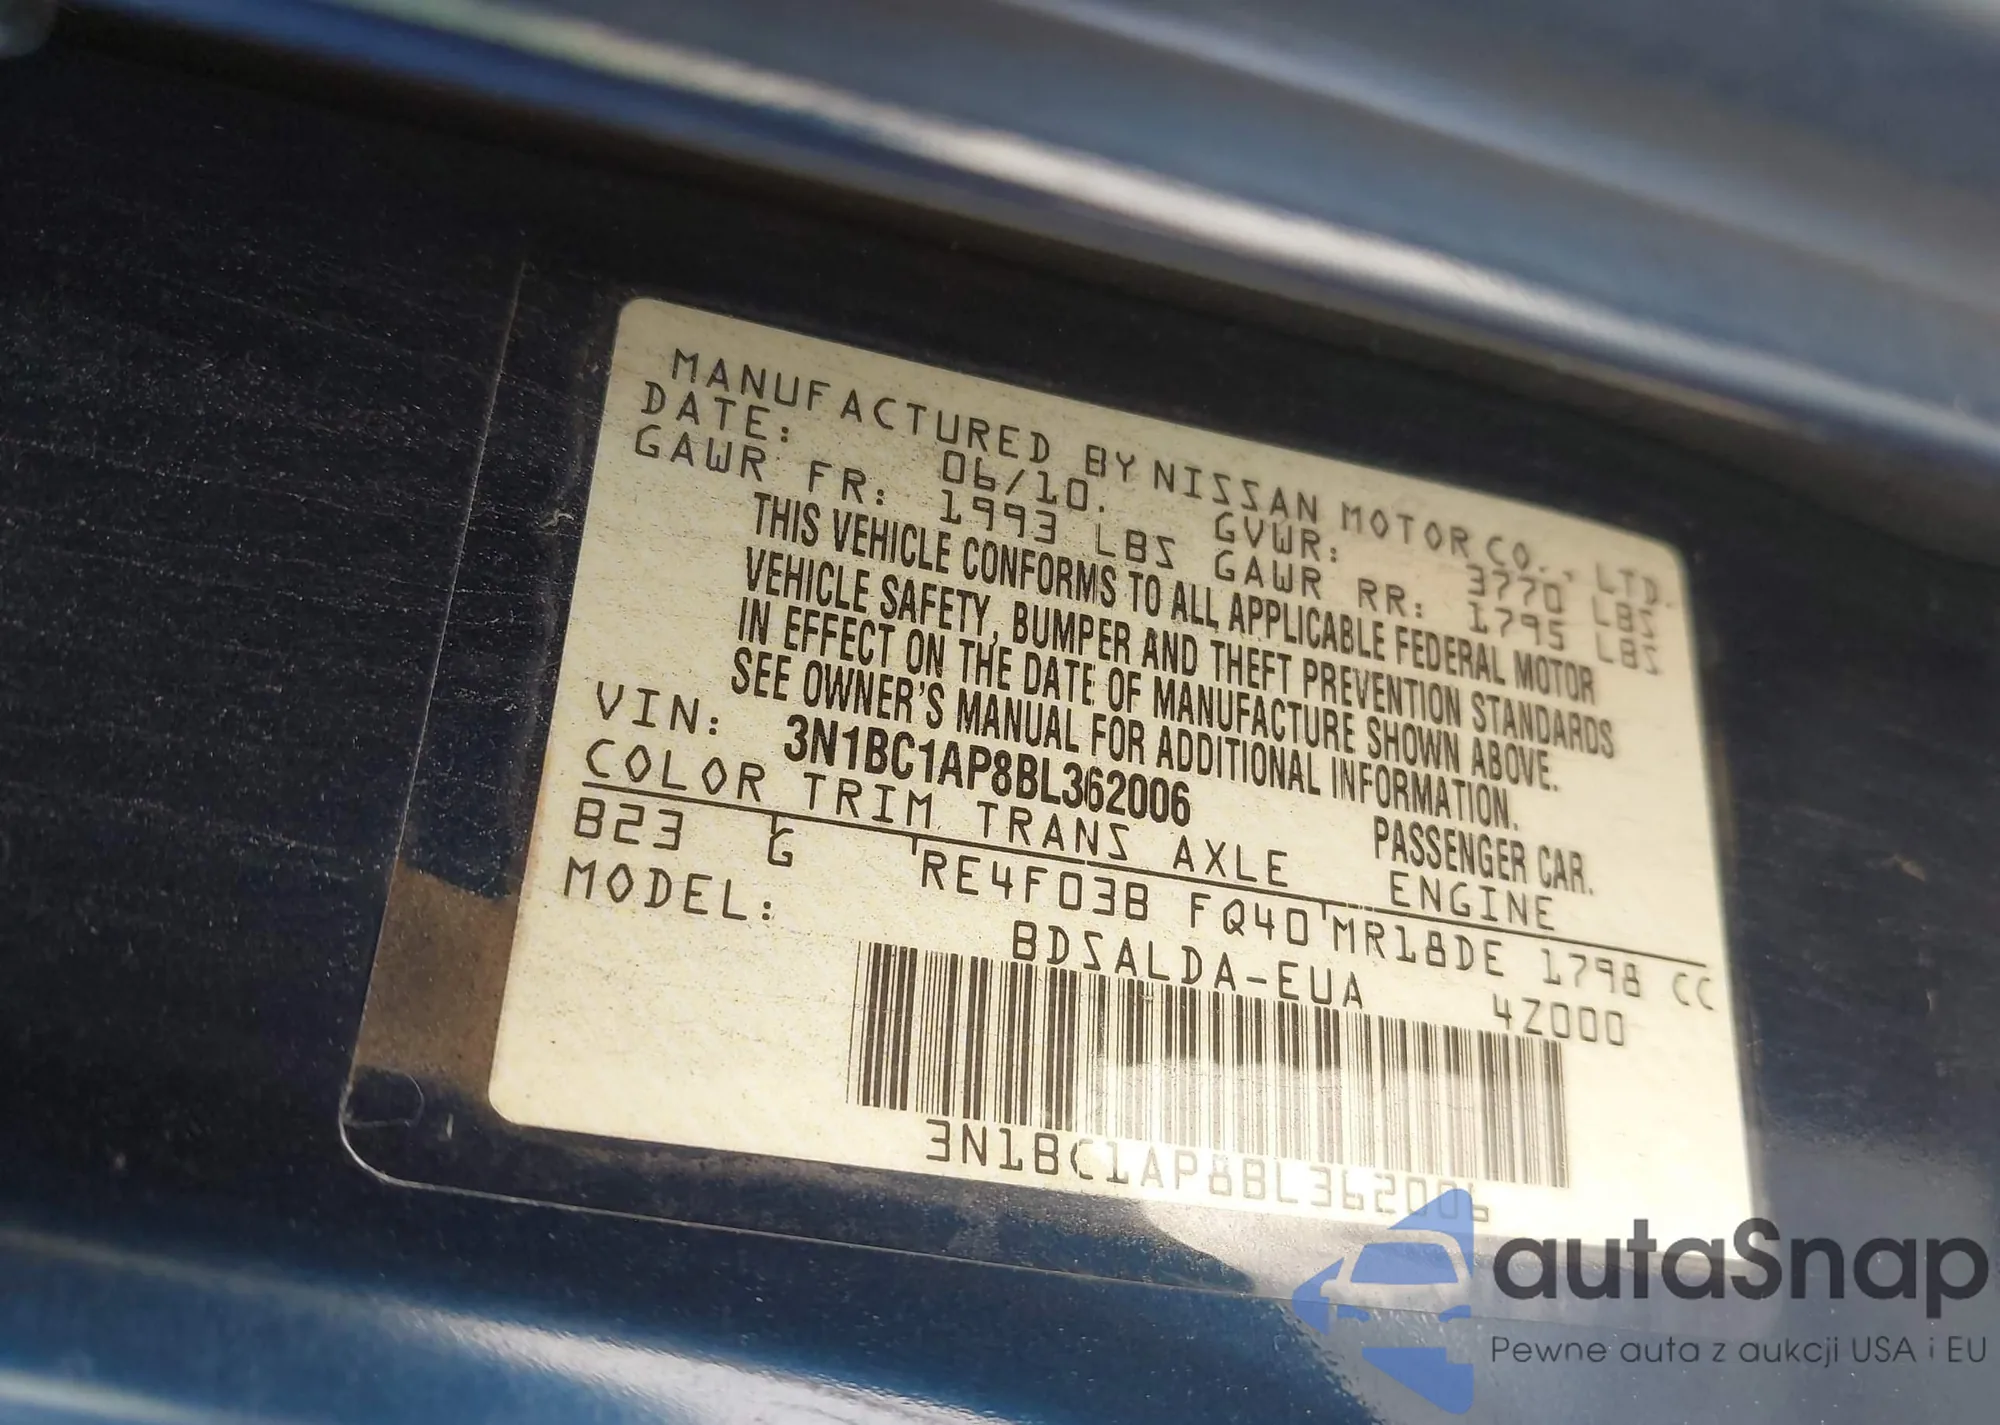 MANUFACTURED BY NISSAN MOTOR CO., LTD.
DATE: 06/10. GVWR: 3770 LBS
GAWR FR: 1993 LBS GAWR RR: 1795 LBS
THIS VEHICLE CONFORMS TO ALL APPLICABLE FEDERAL MOTOR
VEHICLE SAFETY, BUMPER AND THEFT PREVENTION STANDARDS
IN EFFECT ON THE DATE OF MANUFACTURE SHOWN ABOVE.
SEE OWNER'S MANUAL FOR ADDITIONAL INFORMATION.
VIN: 3N1BC1AP8BL362006 PASSENGER CAR.
COLOR TRIM TRANS AXLE ENGINE
B23 G RE4F03B FQ40 MR18DE 1798 CC
MODEL: BDSALDA-EUA 4Z000
3N1BC1AP8BL362006
autaSnap
Pewne auta z aukcji USA i EU